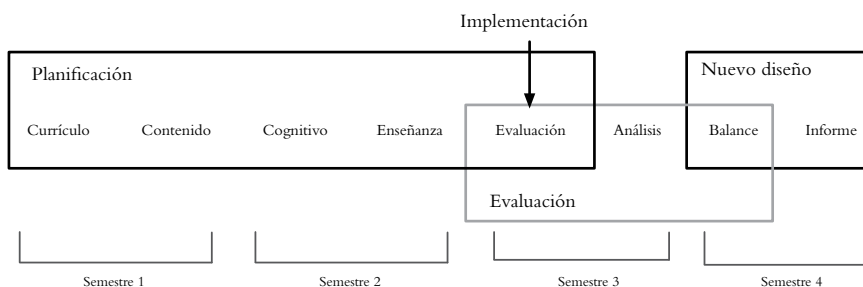 Implementación
Planificación
Nuevo diseño
Currículo Contenido Cognitivo Enseñanza Evaluación Análisis Balance Informe
Evaluación
Semestre 1 Semestre 2 Semestre 3 Semestre 4